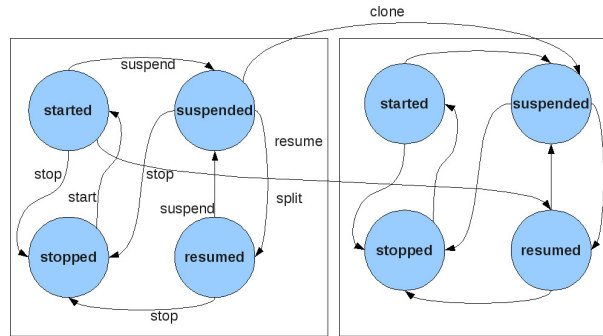 clone
suspend
started
suspended
started
suspended
resume
stop
stop
start
split
suspend
stopped
resumed
stopped
resumed
stop